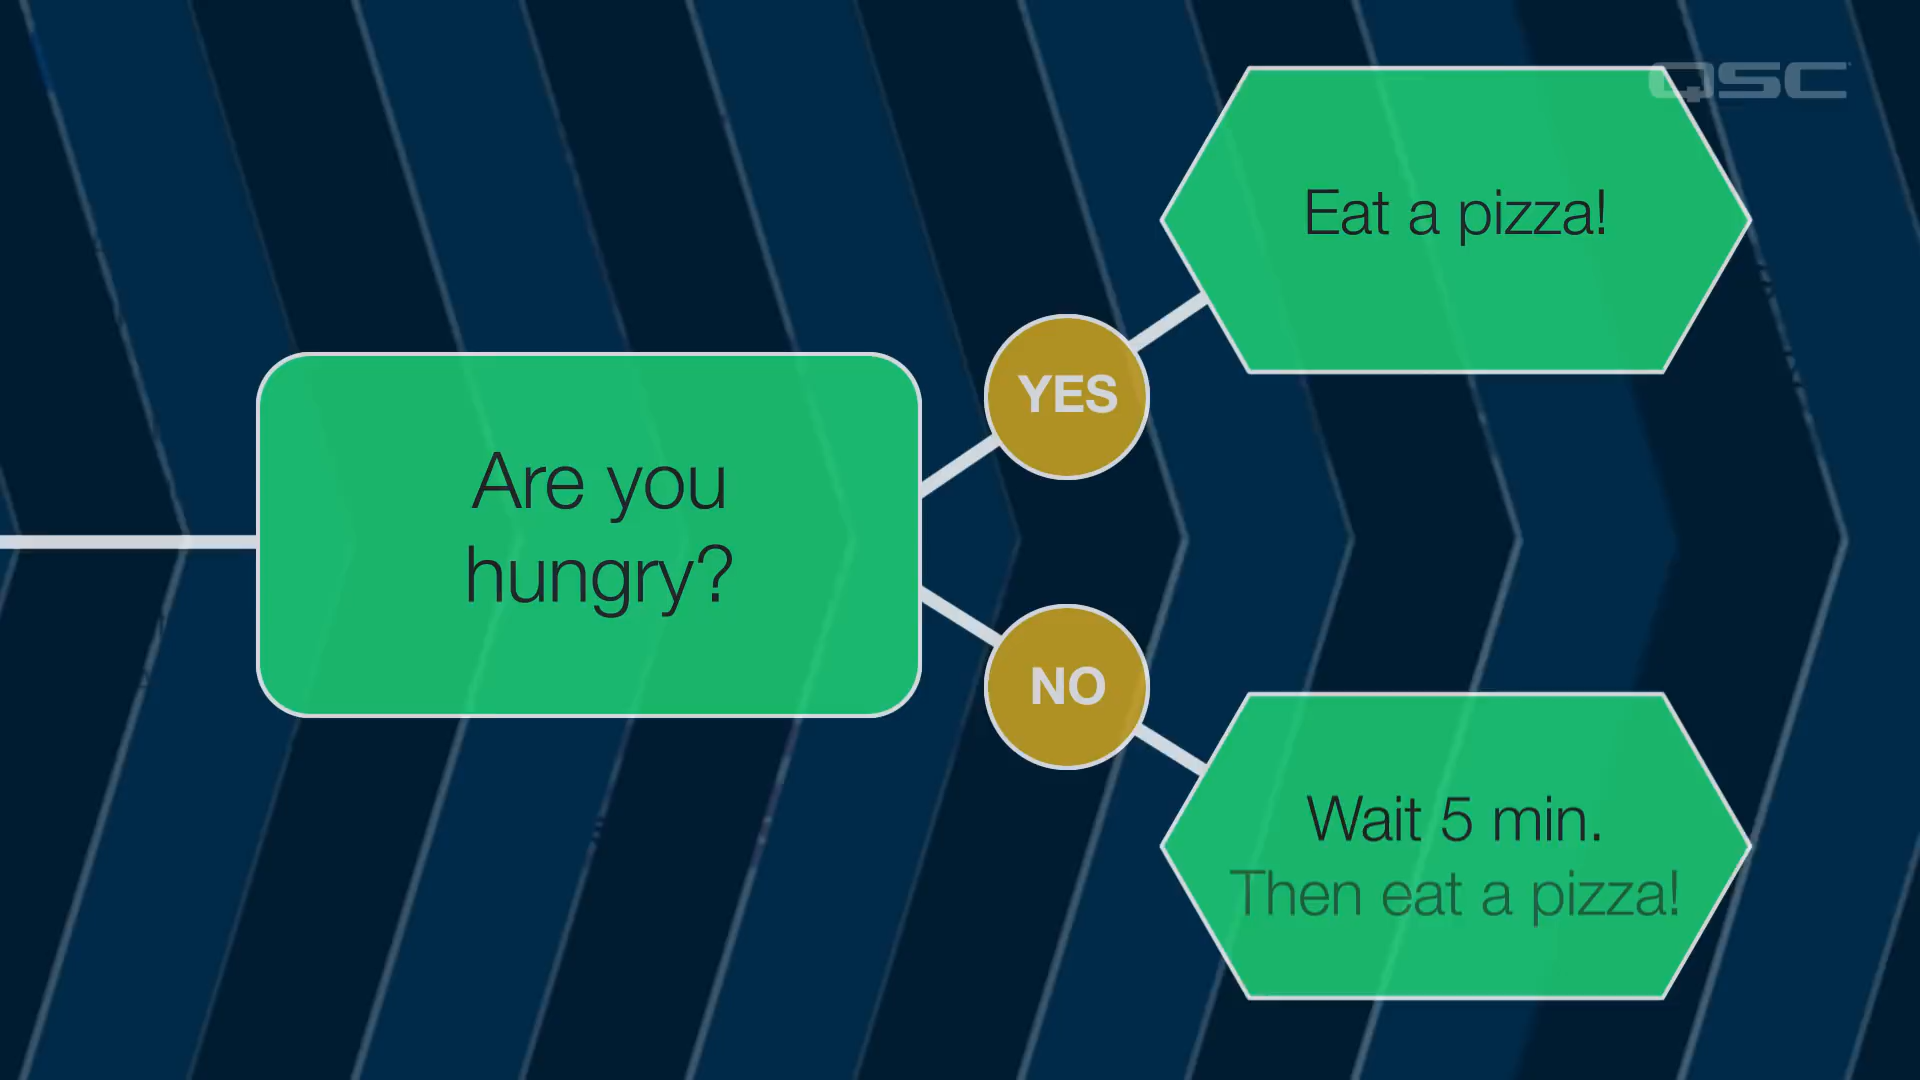 QSC
Eat a pizza!
YES
Are you
hungry?
NO
Wait 5 min.
Then eat a pizza!